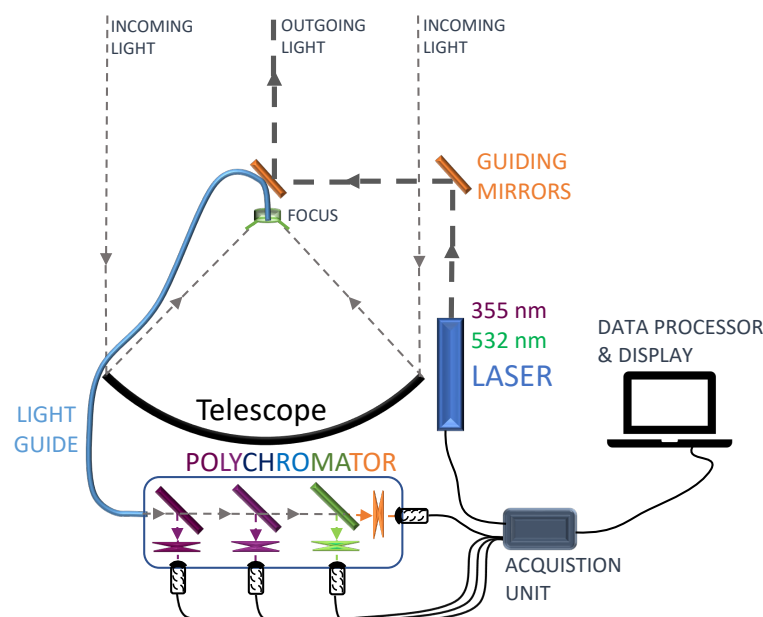 INCOMING
LIGHT
OUTGOING
LIGHT
INCOMING
LIGHT
GUIDING
MIRRORS
FOCUS
355 nm
532 nm
LASER
DATA PROCESSOR
& DISPLAY
Telescope
LIGHT
GUIDE
POLYCHROMATOR
ACQUISTION
UNIT